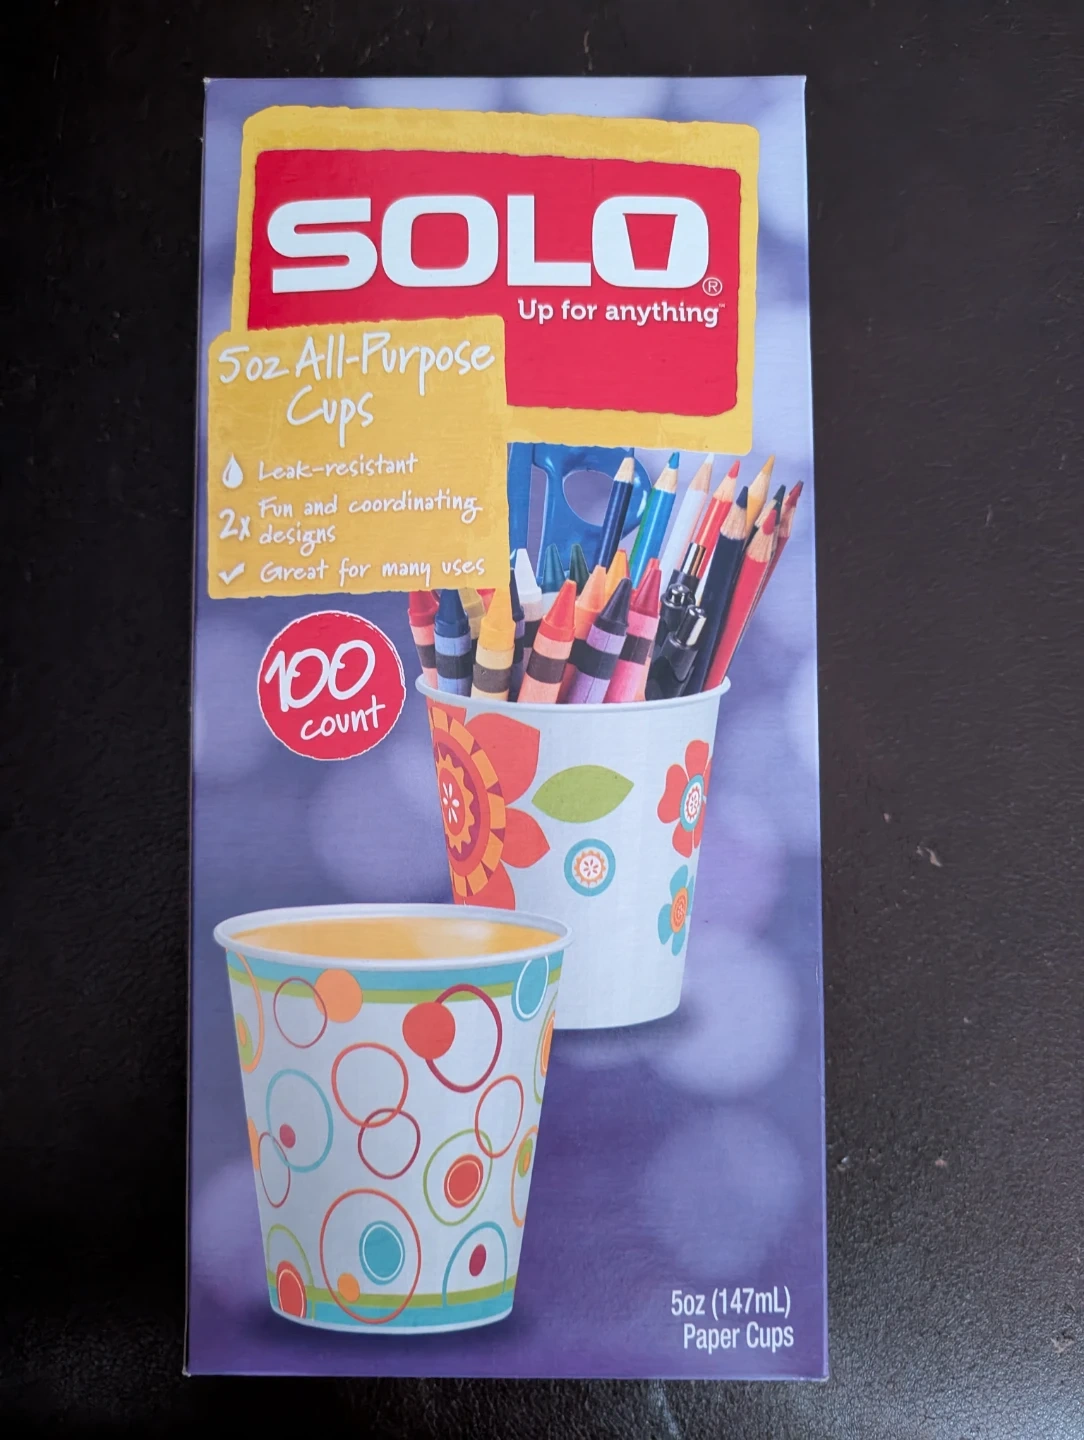 SOLO®
Up for anything™
5oz All-Purpose
Cups
Leak-resistant
2x Fun and coordinating
designs
Great for many uses
100
count
5oz (147mL)
Paper Cups